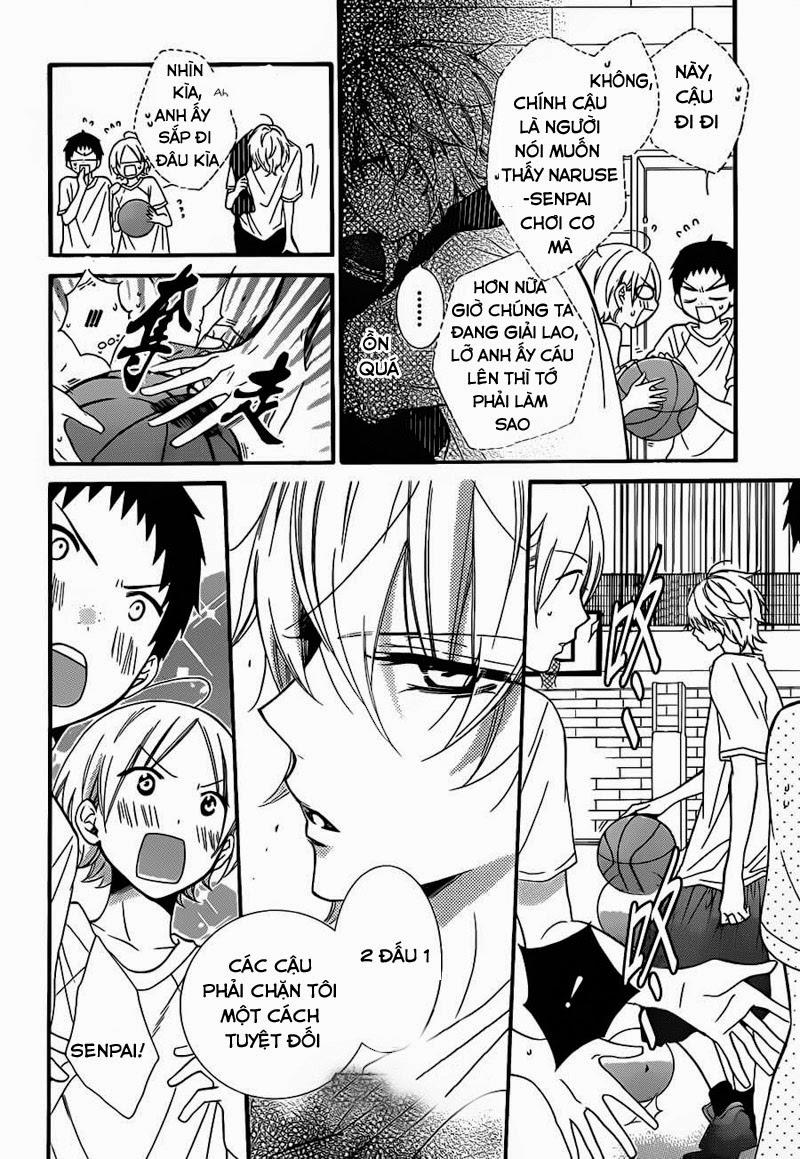 NÀY,
CẬU
ĐI ĐI
KHÔNG,
CHÍNH CẬU
LÀ NGƯỜI
NÓI MUỐN
THẤY NARUSE
-SENPAI
CHƠI CƠ
MÀ
HƠN NỮA
GIỜ CHÚNG TA
ĐANG GIẢI LAO,
LỠ ANH ẤY CÁU
LÊN THÌ TỚ
PHẢI LÀM
SAO
........
ỒN
QUÁ
Ah
NHÌN
KÌA,
ANH ẤY
SẮP ĐI
ĐÂU KÌA
奪
走
!
2 ĐẤU 1
CÁC CẬU
PHẢI CHẶN TÔI
MỘT CÁCH
TUYỆT ĐỐI
SENPAI!